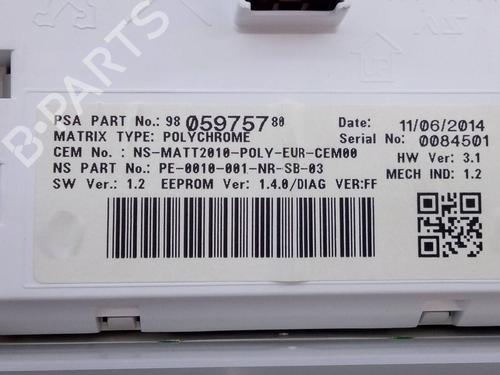 PSA PART No.: 98 059757 80 Date: 11/06/2014
MATRIX TYPE: POLYCHROME Serial No: 0084501
CEM No.: NS-MATT2010-POLY-EUR-CEM00 HW Ver.: 3.1
NS PART No.: PE-0010-001-NR-SB-03 MECH IND: 1.2
SW Ver.: 1.2 EEPROM Ver.: 1.4.0/DIAG VER:FF
B-PARTS